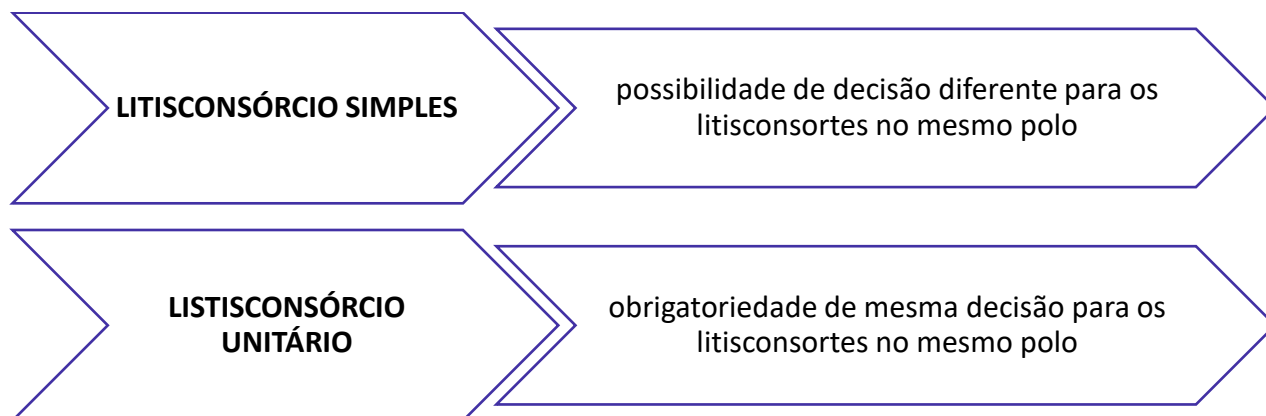 LITISCONSÓRCIO SIMPLES
possibilidade de decisão diferente para os
litisconsortes no mesmo polo
LISTISCONSÓRCIO
UNITÁRIO
obrigatoriedade de mesma decisão para os
litisconsortes no mesmo polo